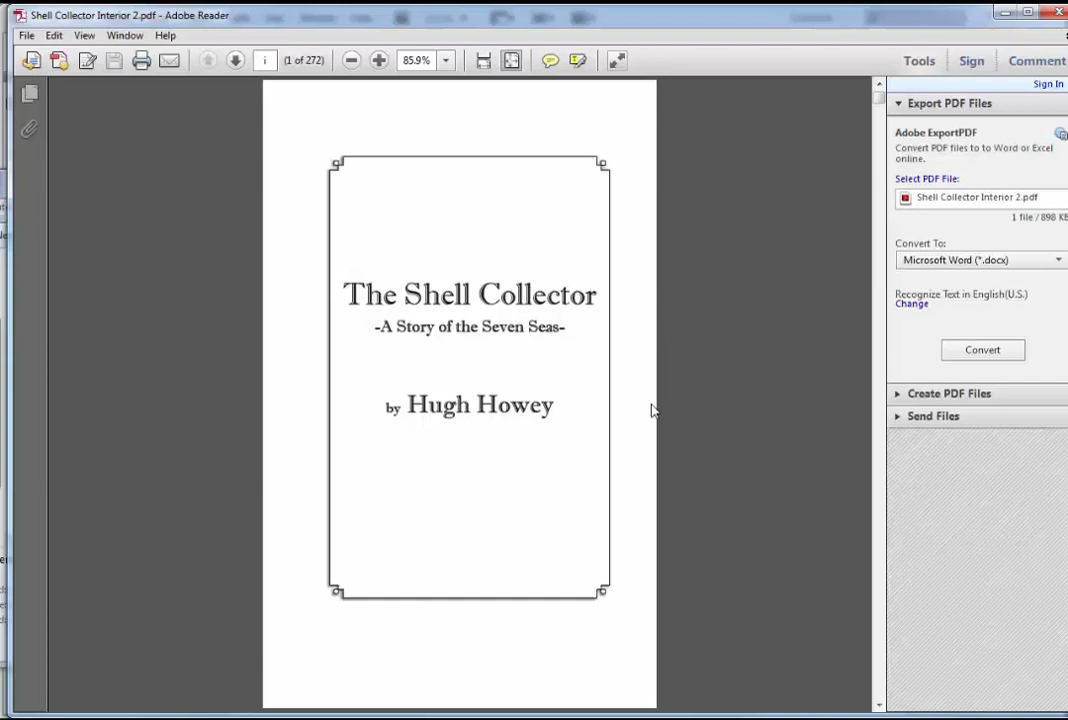 Shell Collector Interior 2.pdf - Adobe Reader
File Edit View Window Help
i (1 of 272) 85.9% Tools Sign Comment
Sign In
Export PDF Files
Adobe ExportPDF
Convert PDF files to to Word or Excel
online.
Select PDF File:
Shell Collector Interior 2.pdf
1 file / 898 KB
Convert To:
Microsoft Word (*.docx)
Recognize Text in English(U.S.)
Change
Convert
Create PDF Files
Send Files
The Shell Collector
-A Story of the Seven Seas-
by Hugh Howey